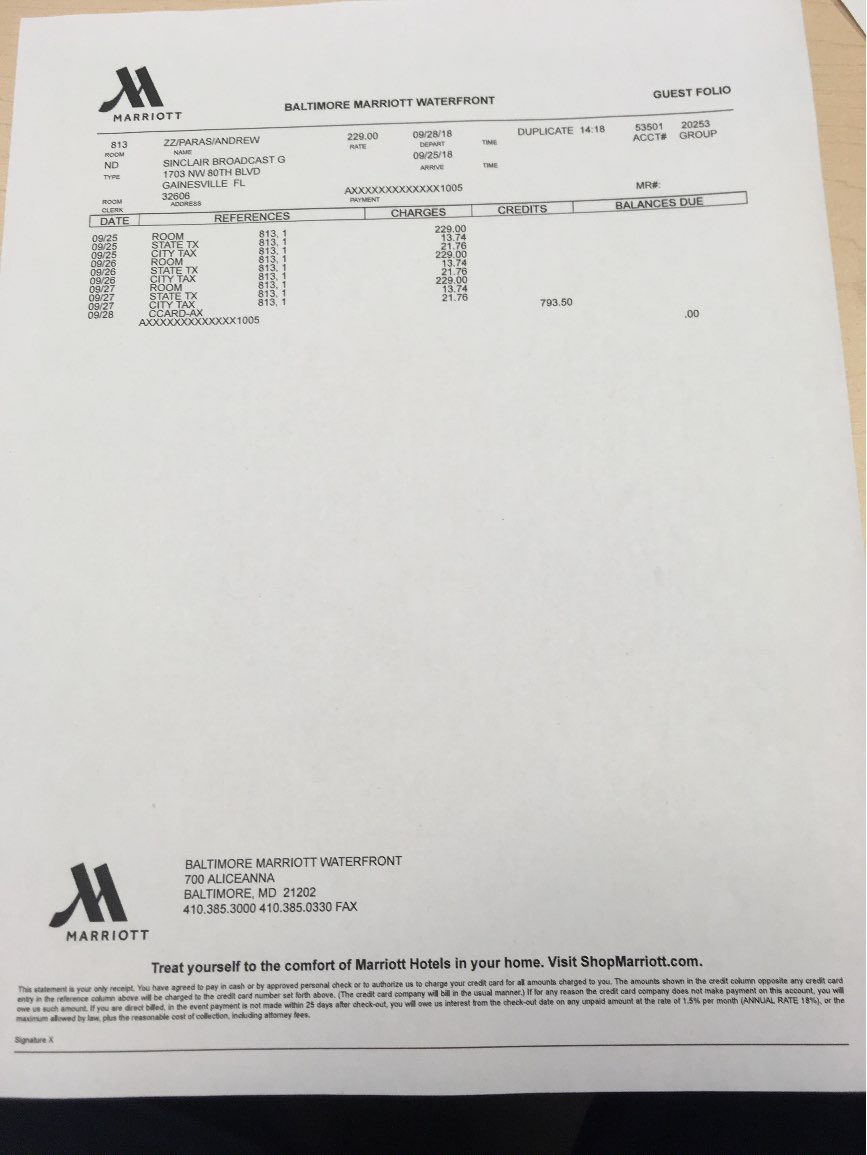 MARRIOTT
BALTIMORE MARRIOTT WATERFRONT
GUEST FOLIO
813 ZZ/PARAS/ANDREW 229.00 09/28/18 DUPLICATE 14:18 53501 20253
ROOM NAME RATE DEPART TIME ACCT# GROUP
ND SINCLAIR BROADCAST G 09/25/18
TYPE 1703 NW 80TH BLVD ARRIVE TIME
GAINESVILLE FL
ROOM 32606 AXXXXXXXXXXXXXX1005 MR#:
CLERK ADDRESS PAYMENT
DATE REFERENCES CHARGES CREDITS BALANCES DUE
09/25 ROOM 813, 1 229.00
09/25 STATE TX 813, 1 13.74
09/25 CITY TAX 813, 1 21.76
09/26 ROOM 813, 1 229.00
09/26 STATE TX 813, 1 13.74
09/26 CITY TAX 813, 1 21.76
09/27 ROOM 813, 1 229.00
09/27 STATE TX 813, 1 13.74
09/27 CITY TAX 813, 1 21.76
09/28 CCARD-AX 793.50
AXXXXXXXXXXXXXX1005 .00
BALTIMORE MARRIOTT WATERFRONT
700 ALICEANNA
BALTIMORE, MD 21202
410.385.3000 410.385.0330 FAX
MARRIOTT
Treat yourself to the comfort of Marriott Hotels in your home. Visit ShopMarriott.com.
This statement is your only receipt. You have agreed to pay in cash or by approved personal check or to authorize us to charge your credit card for all amounts charged to you. The amounts shown in the credit column opposite any credit card
entry in the reference column above will be charged to the credit card number set forth above. (The credit card company will bill in the usual manner.) If for any reason the credit card company does not make payment on this account, you will
owe us such amount. If you are direct billed, in the event payment is not made within 25 days after check-out, you will owe us interest from the check-out date on any unpaid amount at the rate of 1.5% per month (ANNUAL RATE 18%), or the
maximum allowed by law, plus the reasonable cost of collection, including attorney fees.
Signature X